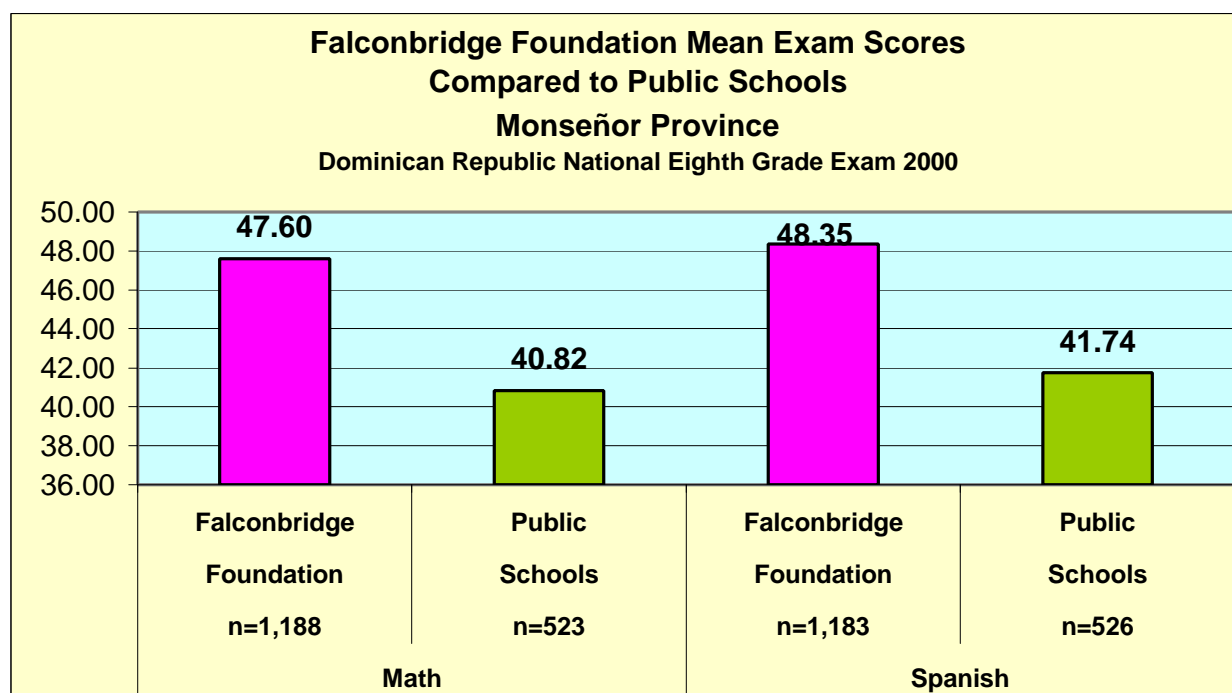 Falconbridge Foundation Mean Exam Scores
Compared to Public Schools
Monseñor Province
Dominican Republic National Eighth Grade Exam 2000
50.00
48.00
46.00
44.00
42.00
40.00
38.00
36.00
47.60
40.82
48.35
41.74
Falconbridge
Foundation
n=1,188
Public
Schools
n=523
Falconbridge
Foundation
n=1,183
Public
Schools
n=526
Math
Spanish